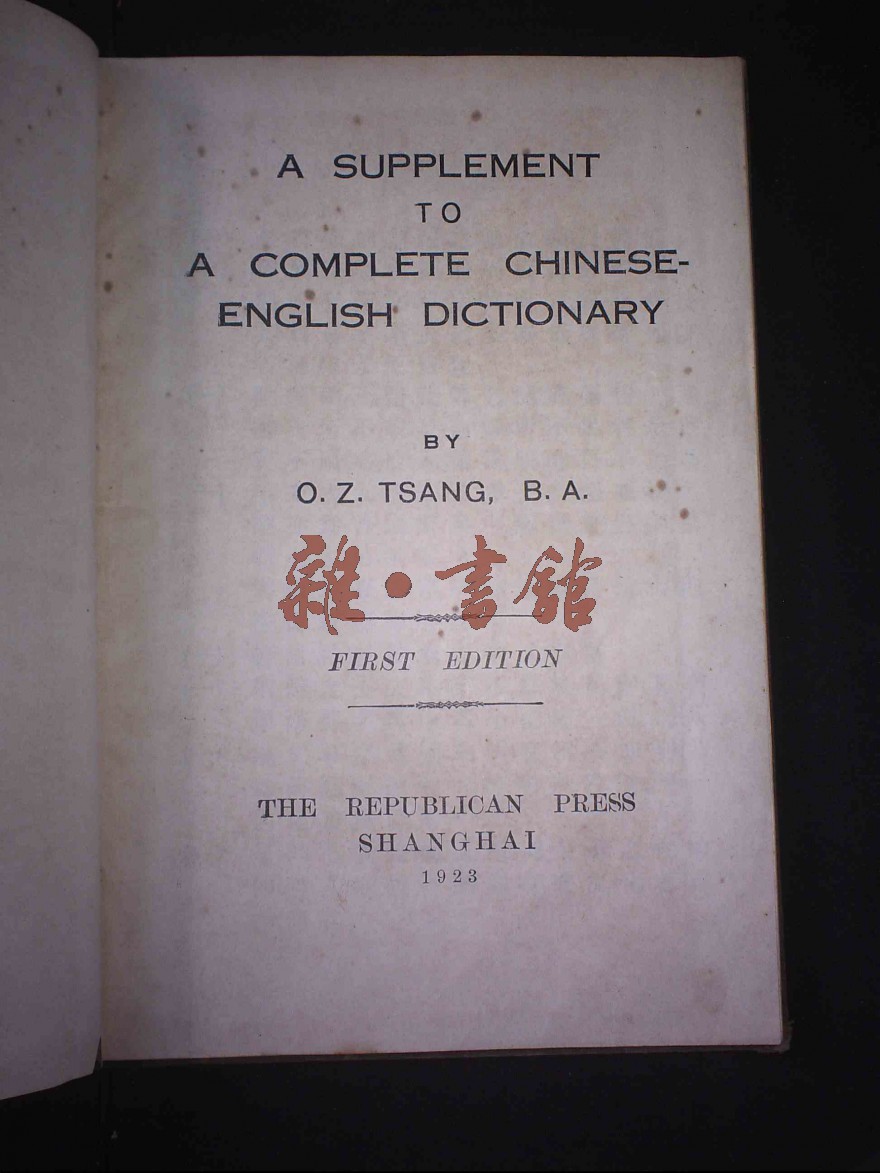 A SUPPLEMENT
TO
A COMPLETE CHINESE-
ENGLISH DICTIONARY
BY
O. Z. TSANG, B. A.
雜·書館
FIRST EDITION
THE REPUBLICAN PRESS
SHANGHAI
1923